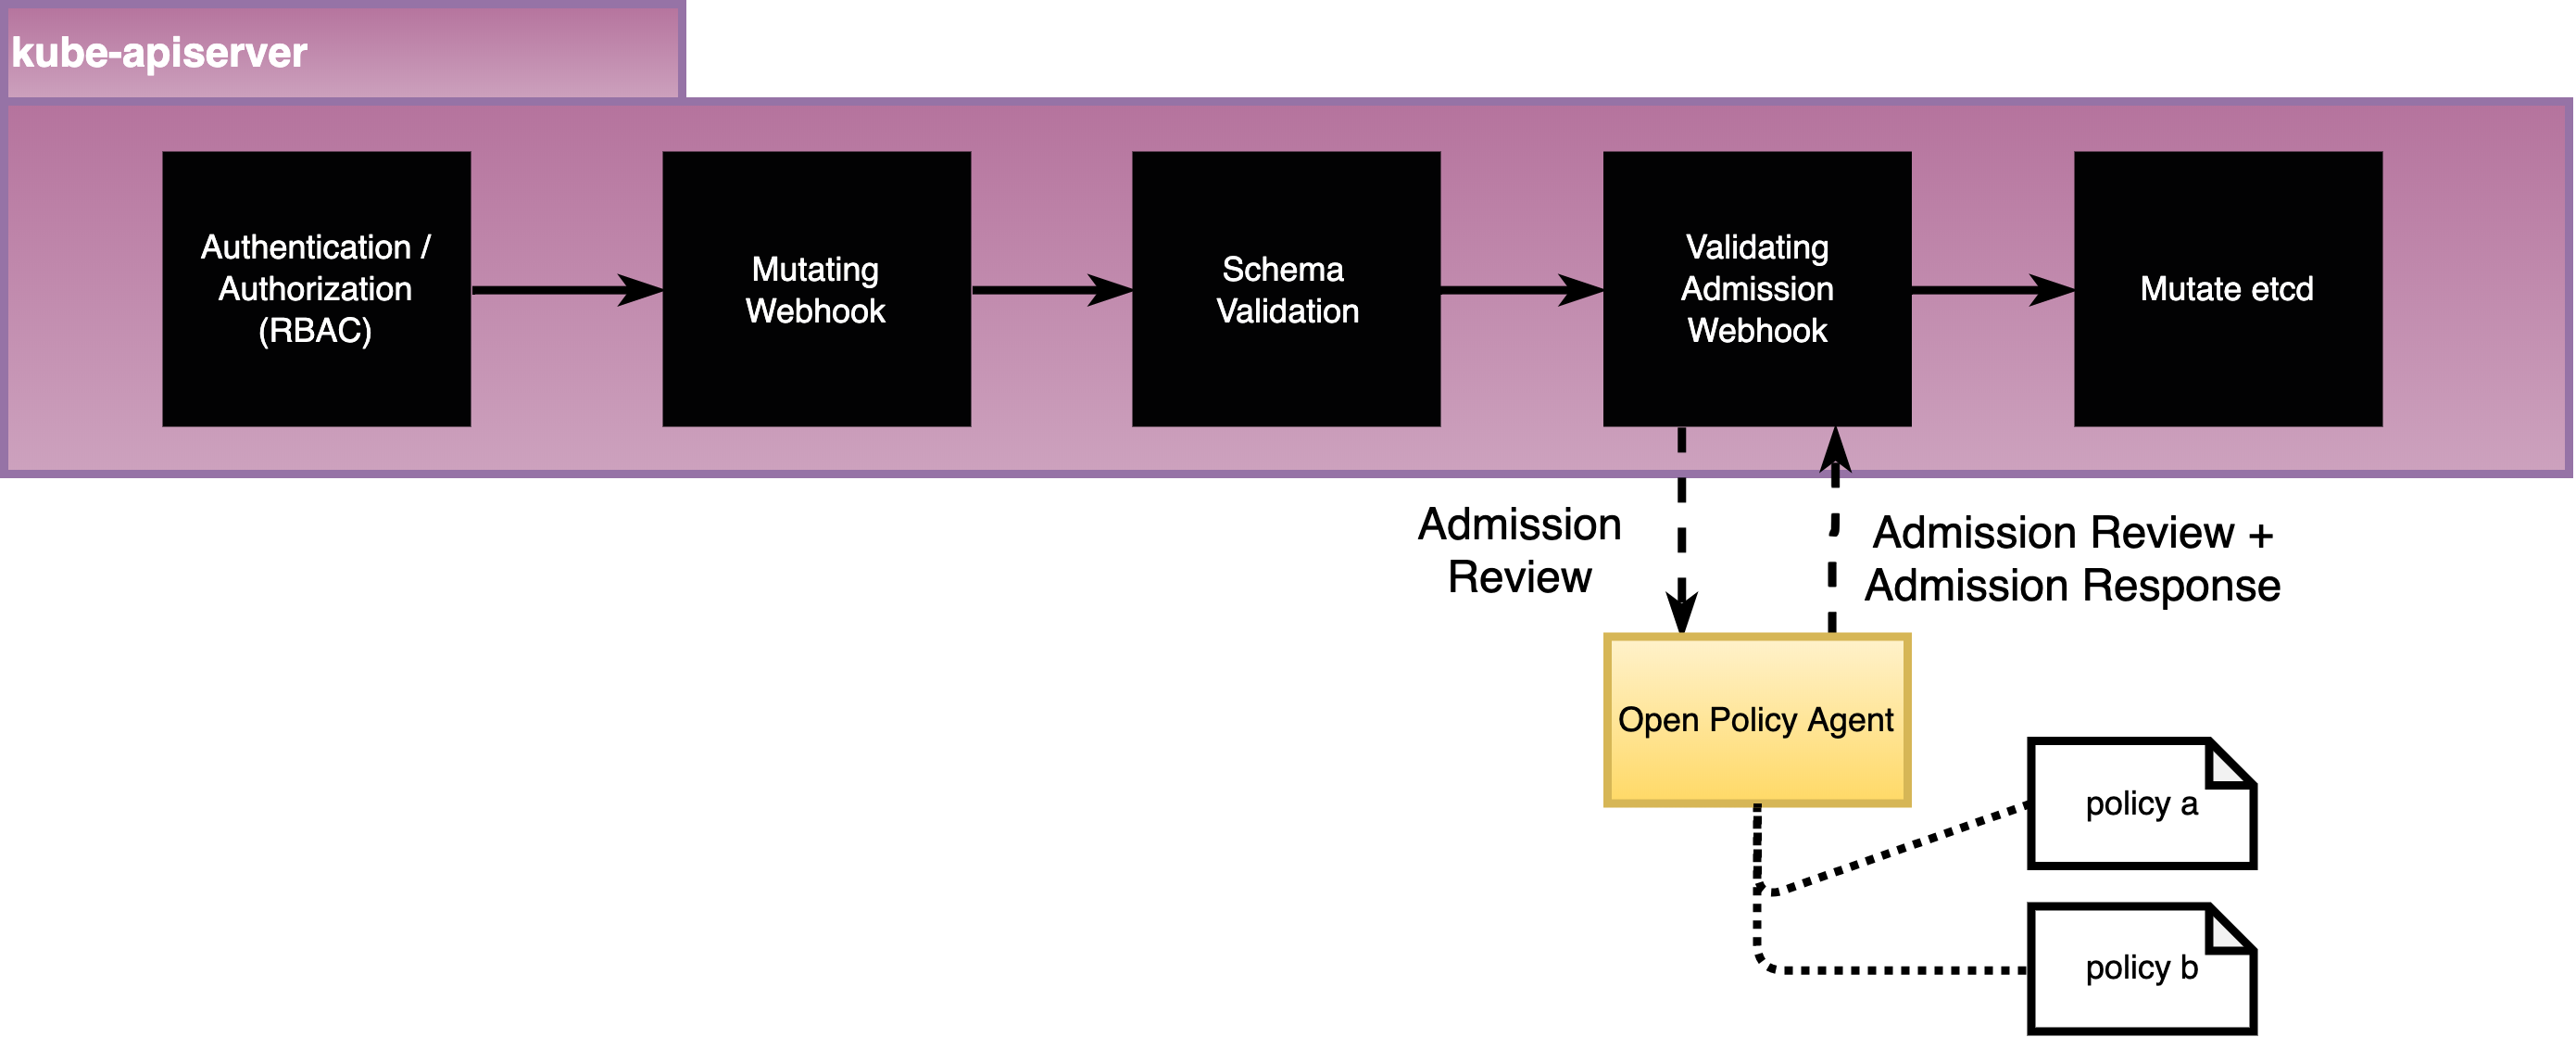 kube-apiserver
Authentication /
Authorization
(RBAC)
Mutating
Webhook
Schema
Validation
Validating
Admission
Webhook
Mutate etcd
Admission
Review
Admission Review +
Admission Response
Open Policy Agent
policy a
policy b